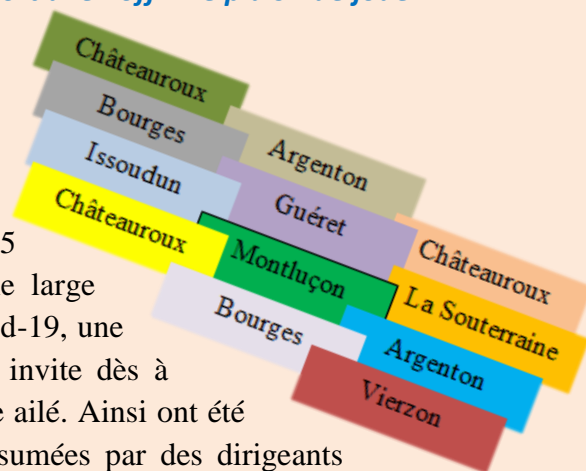 Châteauroux
Bourges
Argenton
Issoudun
Guéret
Châteauroux
Châteauroux
Montluçon
La Souterraine
Bourges
Argenton
Vierzon
5
e large
d-19, une
invite dès à
e ailé. Ainsi ont été
sumées par des dirigeants